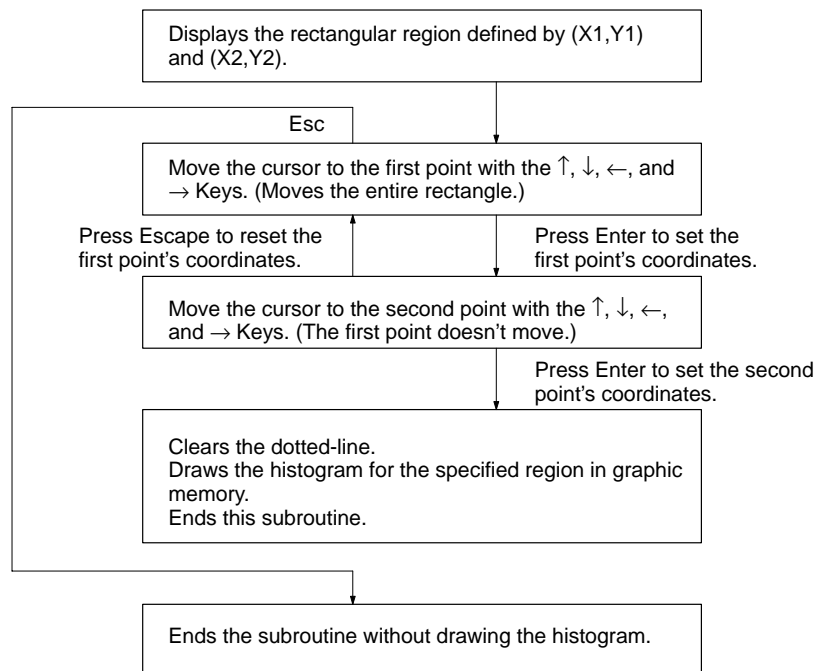 Displays the rectangular region defined by (X1,Y1)
and (X2,Y2).
Esc
Move the cursor to the first point with the ↑, ↓, ←, and
→ Keys. (Moves the entire rectangle.)
Press Escape to reset the
first point's coordinates.
Press Enter to set the
first point's coordinates.
Move the cursor to the second point with the ↑, ↓, ←,
and → Keys. (The first point doesn't move.)
Press Enter to set the second
point's coordinates.
Clears the dotted-line.
Draws the histogram for the specified region in graphic
memory.
Ends this subroutine.
Ends the subroutine without drawing the histogram.